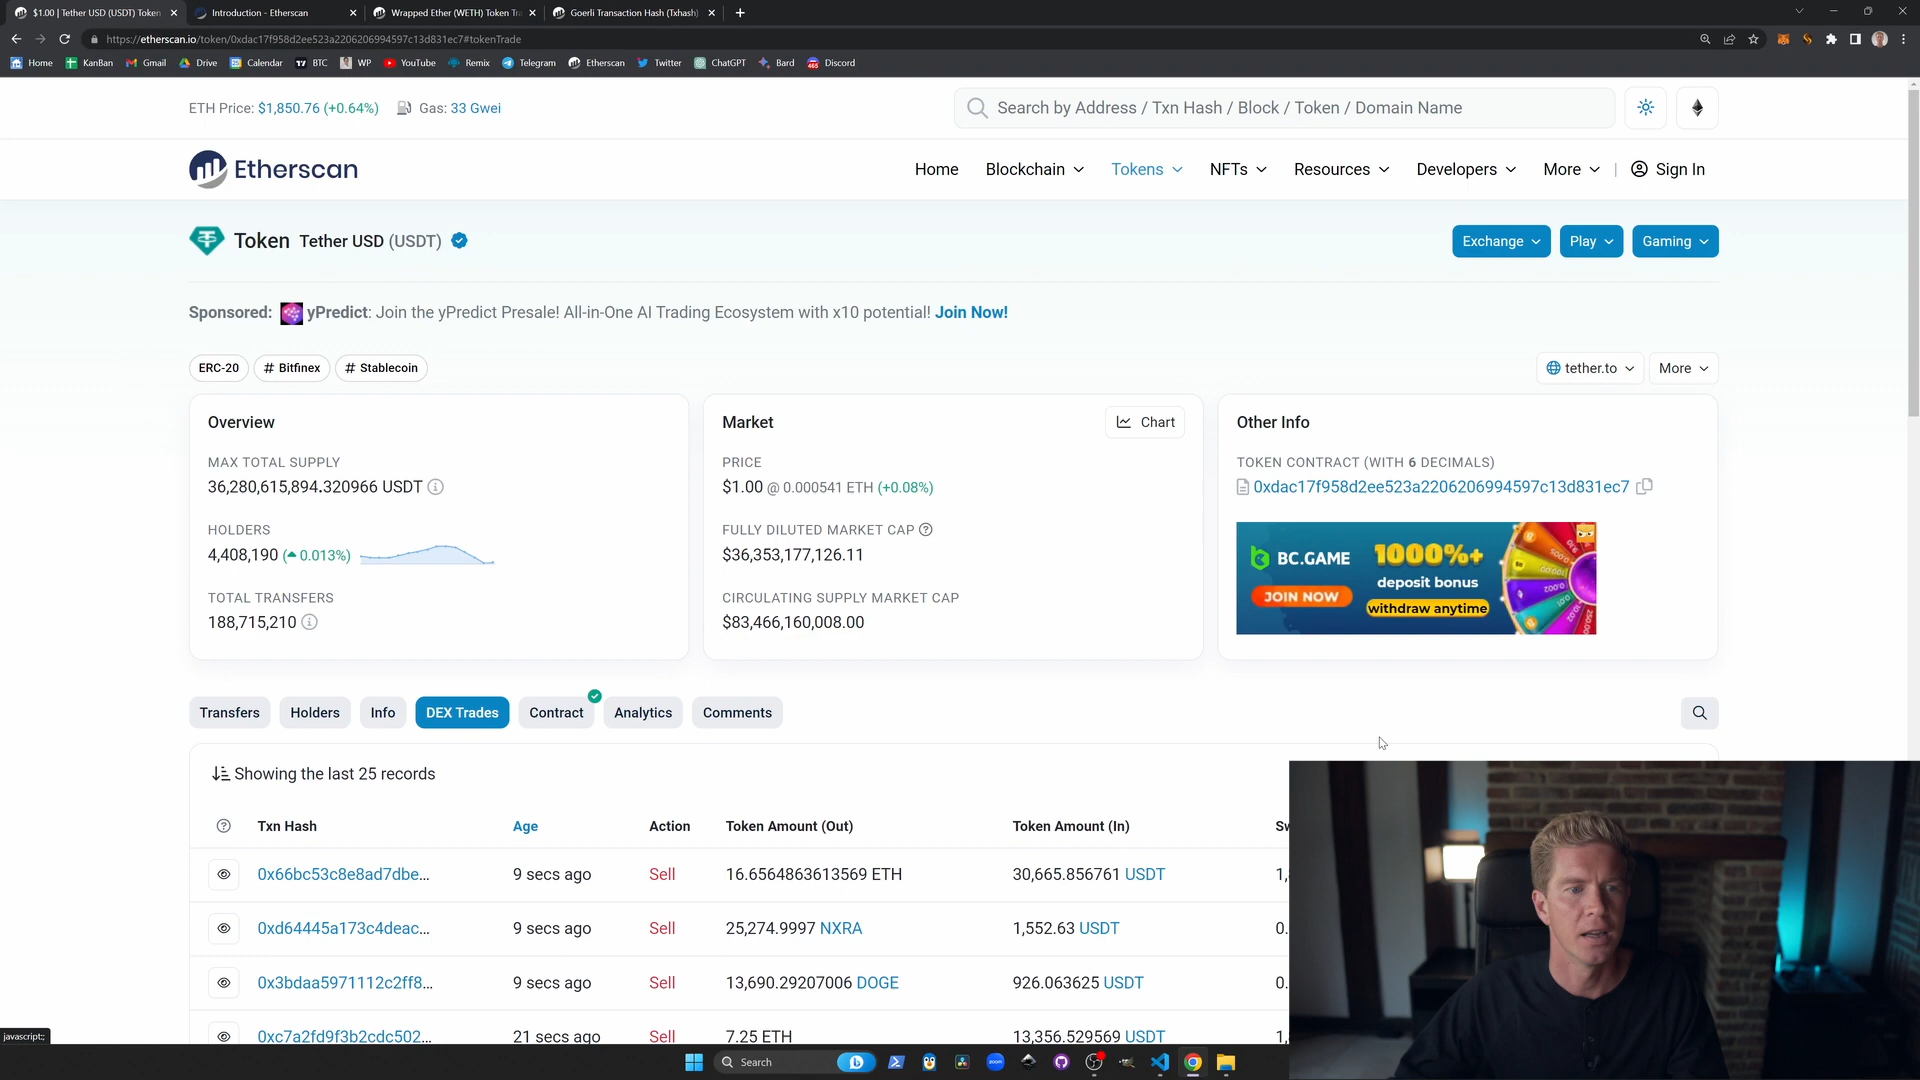 $1.00 | Tether USD (USDT) Token
Introduction - Etherscan
Wrapped Ether (WETH) Token Tr
Goerli Transaction Hash (Txhash)
https://etherscan.io/token/0xdac17f958d2ee523a2206206994597c13d831ec7#tokenTrade
Home KanBan Gmail Drive Calendar BTC WP YouTube Remix Telegram Etherscan Twitter ChatGPT Bard Discord
ETH Price: $1,850.76 (+0.64%) Gas: 33 Gwei
Search by Address / Txn Hash / Block / Token / Domain Name
Etherscan
Home Blockchain Tokens NFTs Resources Developers More | Sign In
Token Tether USD (USDT)
Exchange Play Gaming
Sponsored: yPredict: Join the yPredict Presale! All-in-One AI Trading Ecosystem with x10 potential! Join Now!
ERC-20 # Bitfinex # Stablecoin
tether.to More
Overview
MAX TOTAL SUPPLY
36,280,615,894.320966 USDT
HOLDERS
4,408,190 (0.013%)
TOTAL TRANSFERS
188,715,210
Market
Chart
PRICE
$1.00 @ 0.000541 ETH (+0.08%)
FULLY DILUTED MARKET CAP
$36,353,177,126.11
CIRCULATING SUPPLY MARKET CAP
$83,466,160,008.00
Other Info
TOKEN CONTRACT (WITH 6 DECIMALS)
0xdac17f958d2ee523a2206206994597c13d831ec7
BC.GAME
JOIN NOW
1000%+
deposit bonus
withdraw anytime
Transfers Holders Info DEX Trades Contract Analytics Comments
Showing the last 25 records
Txn Hash Age Action Token Amount (Out) Token Amount (In)
0x66bc53c8e8ad7dbe... 9 secs ago Sell 16.6564863613569 ETH 30,665.856761 USDT 1,
0xd64445a173c4deac... 9 secs ago Sell 25,274.9997 NXRA 1,552.63 USDT 0.
0x3bdaa5971112c2ff8... 9 secs ago Sell 13,690.29207006 DOGE 926.063625 USDT 0.
0xc7a2fd9f3b2cdc502... 21 secs ago Sell 7.25 ETH 13,356.529569 USDT 1,
javascript:;
Search